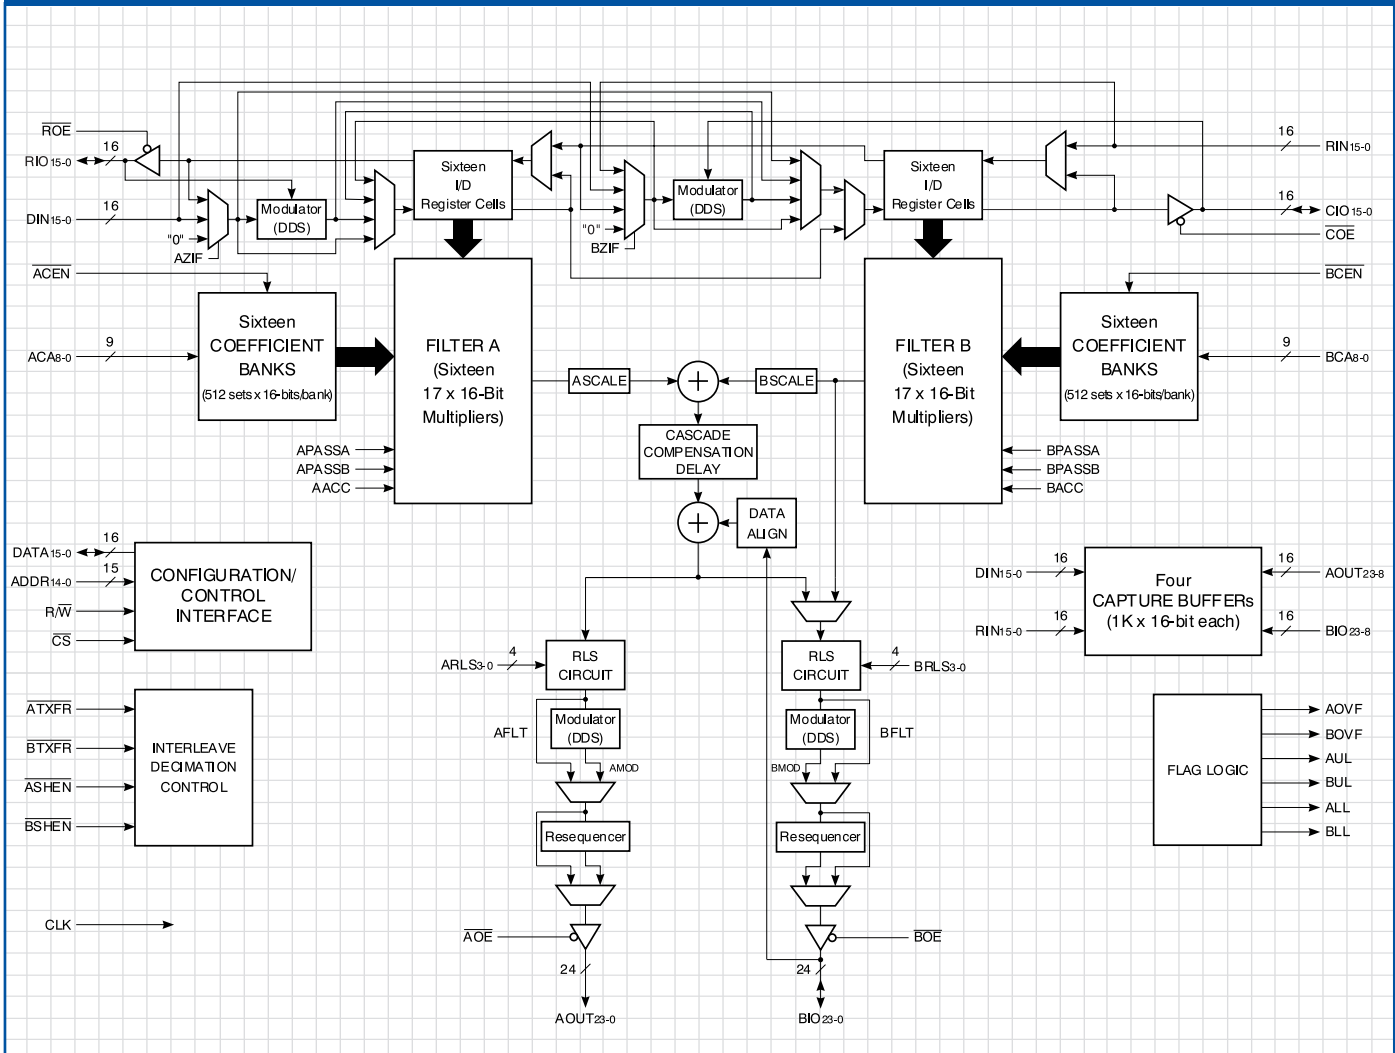 ROE
16
RIO15-0
16
DIN15-0
"0"
AZIF
Modulator
(DDS)
Sixteen
I/D
Register Cells
"0"
BZIF
Modulator
(DDS)
Sixteen
I/D
Register Cells
16
RIN15-0
16
CIO15-0
COE
ACEN
9
ACA8-0
Sixteen
COEFFICIENT
BANKS
(512 sets x 16-bits/bank)
FILTER A
(Sixteen
17 x 16-Bit
Multipliers)
APASSA
APASSB
AACC
ASCALE
BSCALE
CASCADE
COMPENSATION
DELAY
DATA
ALIGN
FILTER B
(Sixteen
17 x 16-Bit
Multipliers)
BPASSA
BPASSB
BACC
BCEN
9
BCA8-0
Sixteen
COEFFICIENT
BANKS
(512 sets x 16-bits/bank)
16
DATA15-0
15
ADDR14-0
R/W
CS
CONFIGURATION/
CONTROL
INTERFACE
ATXFR
BTXFR
ASHEN
BSHEN
INTERLEAVE
DECIMATION
CONTROL
CLK
4
ARLS3-0
RLS
CIRCUIT
AFLT
Modulator
(DDS)
AMOD
Resequencer
AOE
24
AOUT23-0
4
BRLS3-0
RLS
CIRCUIT
Modulator
(DDS)
BFLT
BMOD
Resequencer
BOE
24
BIO23-0
16
DIN15-0
16
RIN15-0
Four
CAPTURE BUFFERs
(1K x 16-bit each)
16
AOUT23-8
16
BIO23-8
FLAG LOGIC
AOVF
BOVF
AUL
BUL
ALL
BLL